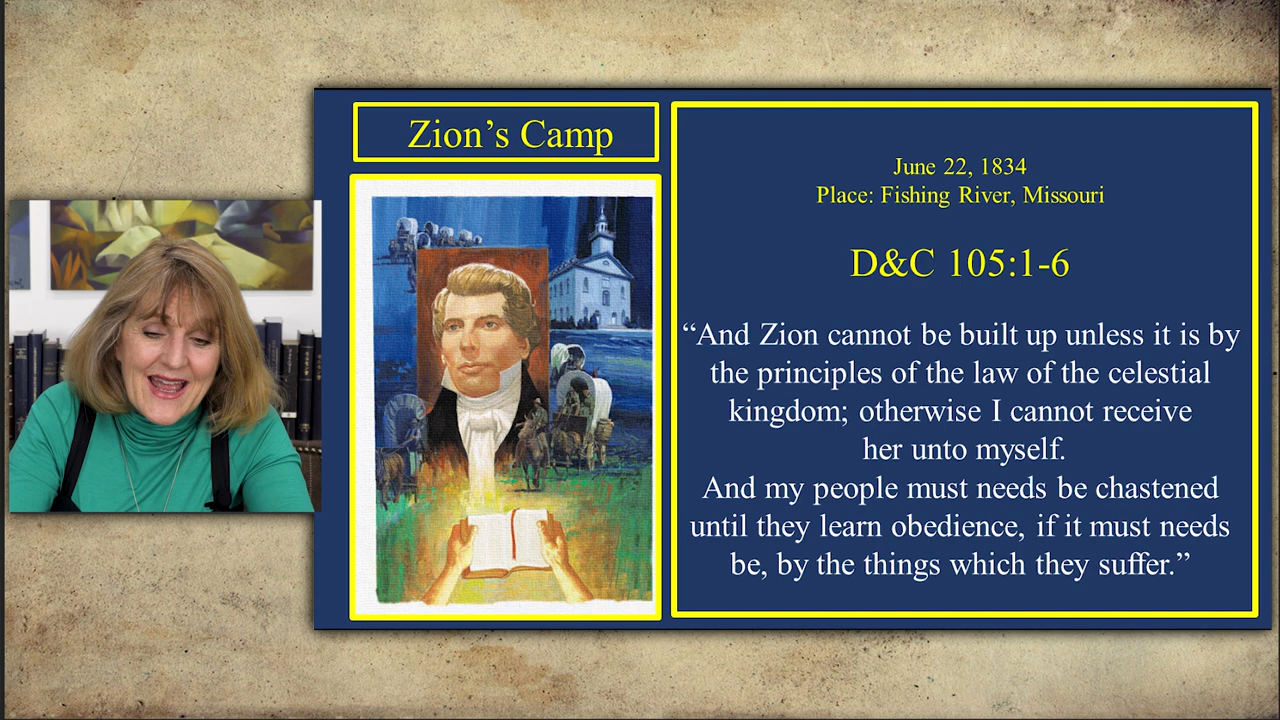 Zion’s Camp
June 22, 1834
Place: Fishing River, Missouri
D&C 105:1-6
“And Zion cannot be built up unless it is by
the principles of the law of the celestial
kingdom; otherwise I cannot receive
her unto myself.
And my people must needs be chastened
until they learn obedience, if it must needs
be, by the things which they suffer.”